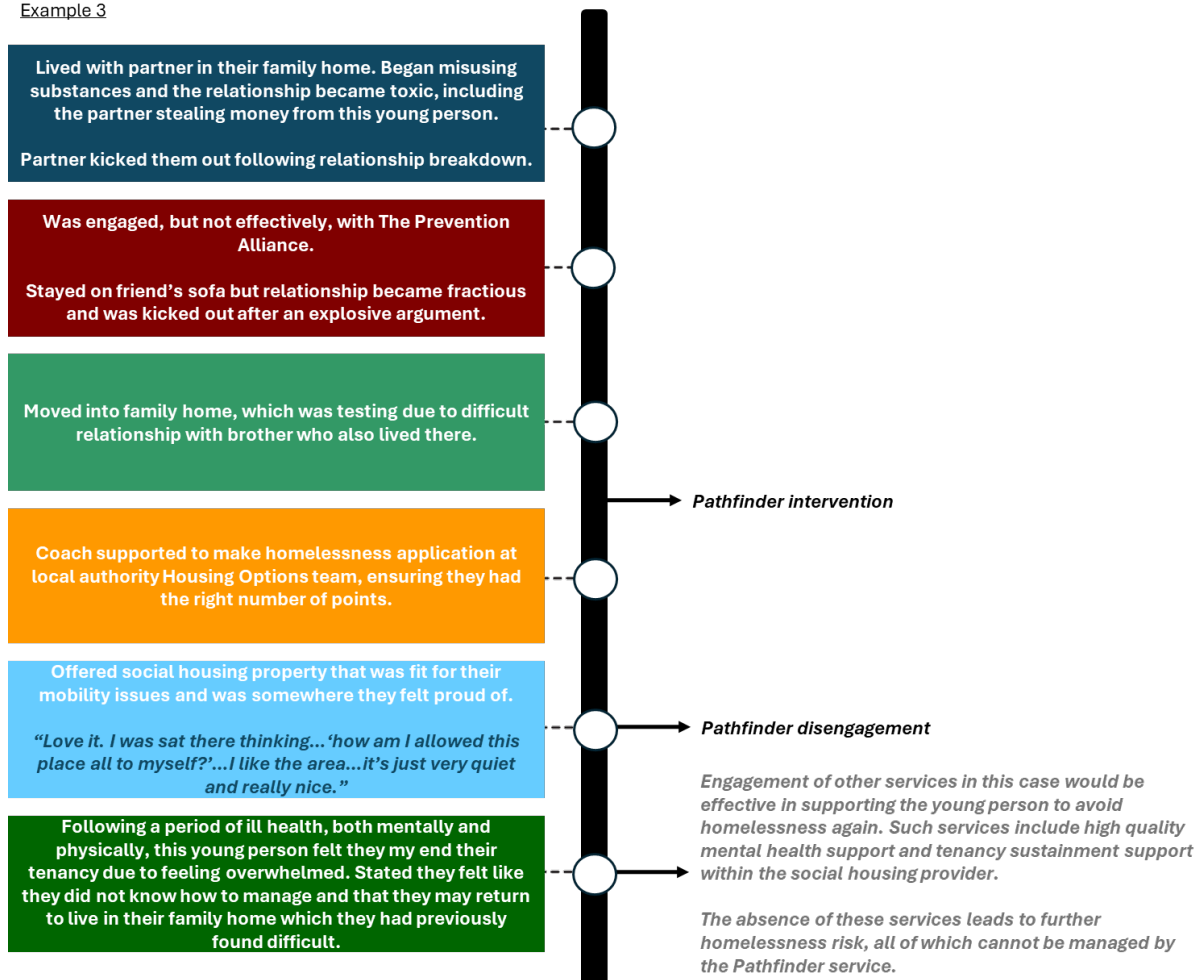 Example 3
Lived with partner in their family home. Began misusing
substances and the relationship became toxic, including
the partner stealing money from this young person.
Partner kicked them out following relationship breakdown.
Was engaged, but not effectively, with The Prevention
Alliance.
Stayed on friend’s sofa but relationship became fractious
and was kicked out after an explosive argument.
Moved into family home, which was testing due to difficult
relationship with brother who also lived there.
Pathfinder intervention
Coach supported to make homelessness application at
local authority Housing Options team, ensuring they had
the right number of points.
Offered social housing property that was fit for their
mobility issues and was somewhere they felt proud of.
“Love it. I was sat there thinking…‘how am I allowed this
place all to myself?’…I like the area…it’s just very quiet
and really nice.”
Pathfinder disengagement
Following a period of ill health, both mentally and
physically, this young person felt they my end their
tenancy due to feeling overwhelmed. Stated they felt like
they did not know how to manage and that they may return
to live in their family home which they had previously
found difficult.
Engagement of other services in this case would be
effective in supporting the young person to avoid
homelessness again. Such services include high quality
mental health support and tenancy sustainment support
within the social housing provider.
The absence of these services leads to further
homelessness risk, all of which cannot be managed by
the Pathfinder service.